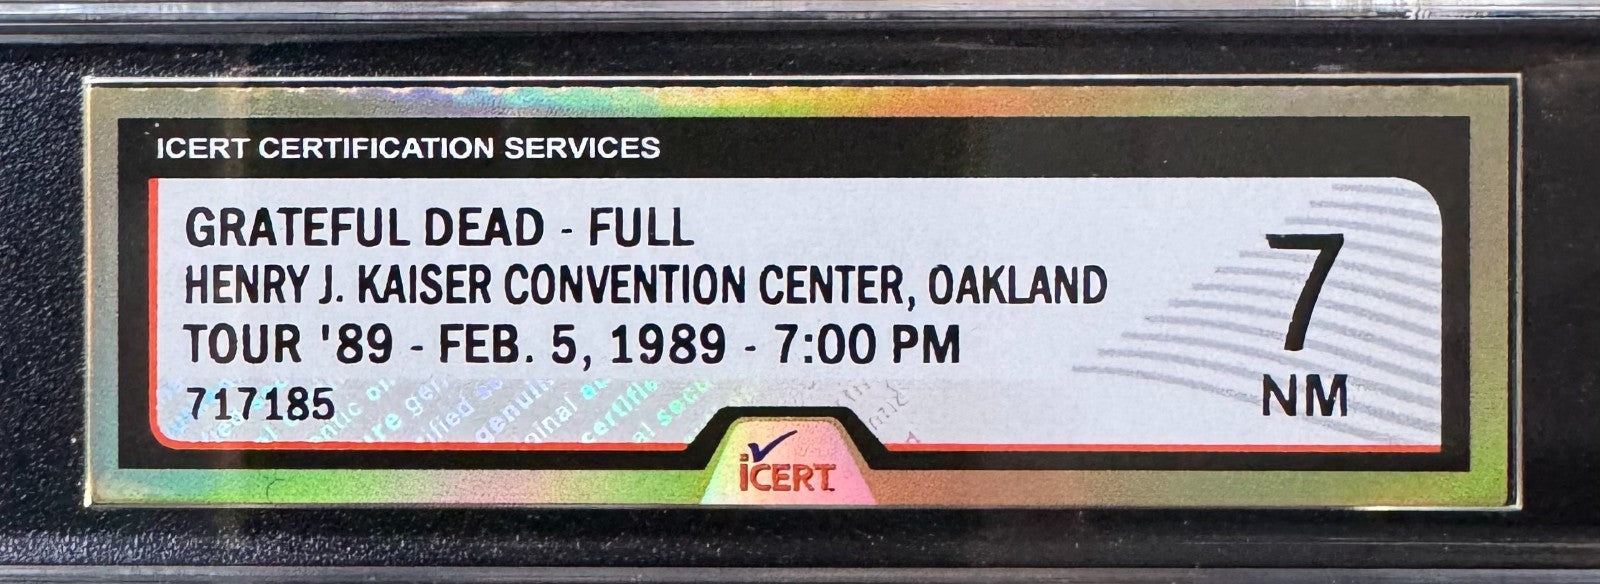 ICERT CERTIFICATION SERVICES
GRATEFUL DEAD - FULL
HENRY J. KAISER CONVENTION CENTER, OAKLAND
TOUR '89 - FEB. 5, 1989 - 7:00 PM
717185
7
NM
iCERT